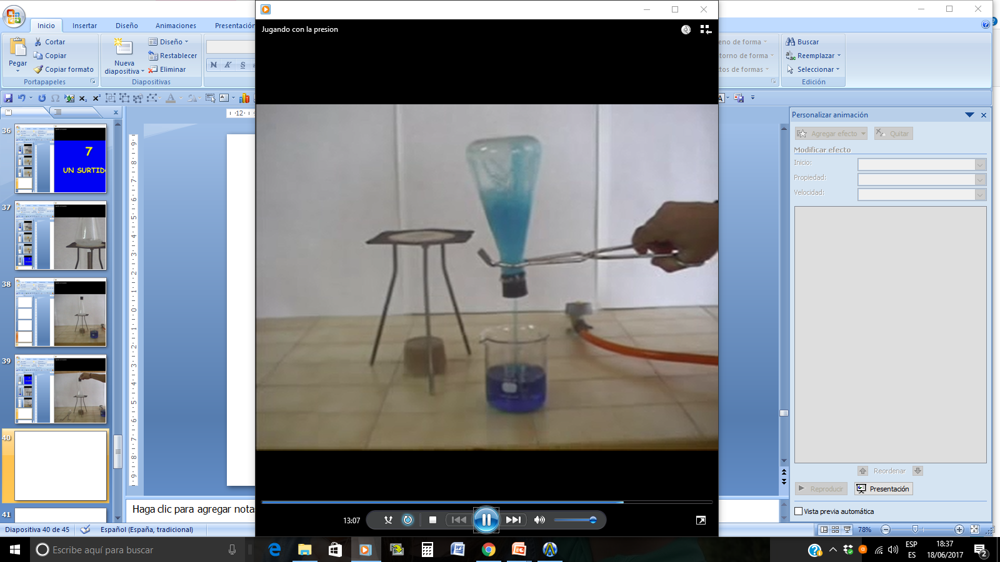 Jugando con la presion
Inicio
Insertar
Diseño
Animaciones
Presentación
Pegar
Cortar
Copiar
Copiar formato
Portapapeles
Nueva
diapositiva
Diseño
Restablecer
Eliminar
Diapositivas
N K S
eno de forma
torno de forma
tos de formas
Buscar
Reemplazar
Seleccionar
Edición
36
7
UN SURTIDO
37
38
39
40
41
12
Personalizar animación
Agregar efecto
Quitar
Modificar efecto
Inicio:
Propiedad:
Velocidad:
Reordenar
Reproducir
Presentación
Vista previa automática
Haga clic para agregar notas
13:07
Diapositiva 40 de 45
Español (España, tradicional)
78%
Escribe aquí para buscar
ESP
ES
18:37
18/06/2017
2